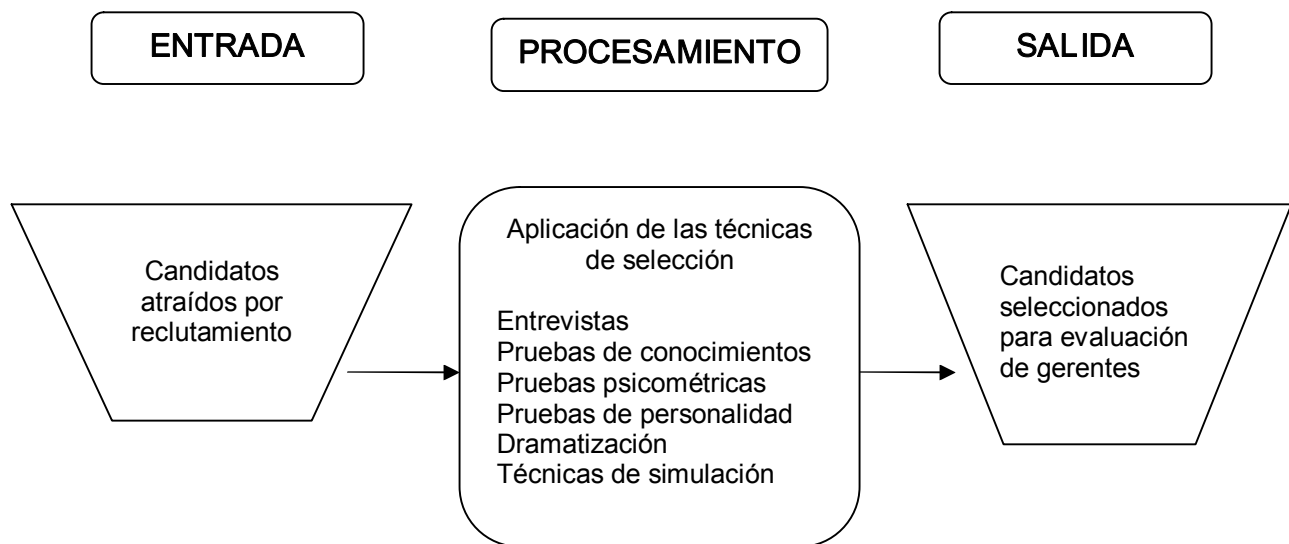 ENTRADA
PROCESAMIENTO
SALIDA
Candidatos
atraídos por
reclutamiento
Aplicación de las técnicas
de selección
Entrevistas
Pruebas de conocimientos
Pruebas psicométricas
Pruebas de personalidad
Dramatización
Técnicas de simulación
Candidatos
seleccionados
para evaluación
de gerentes